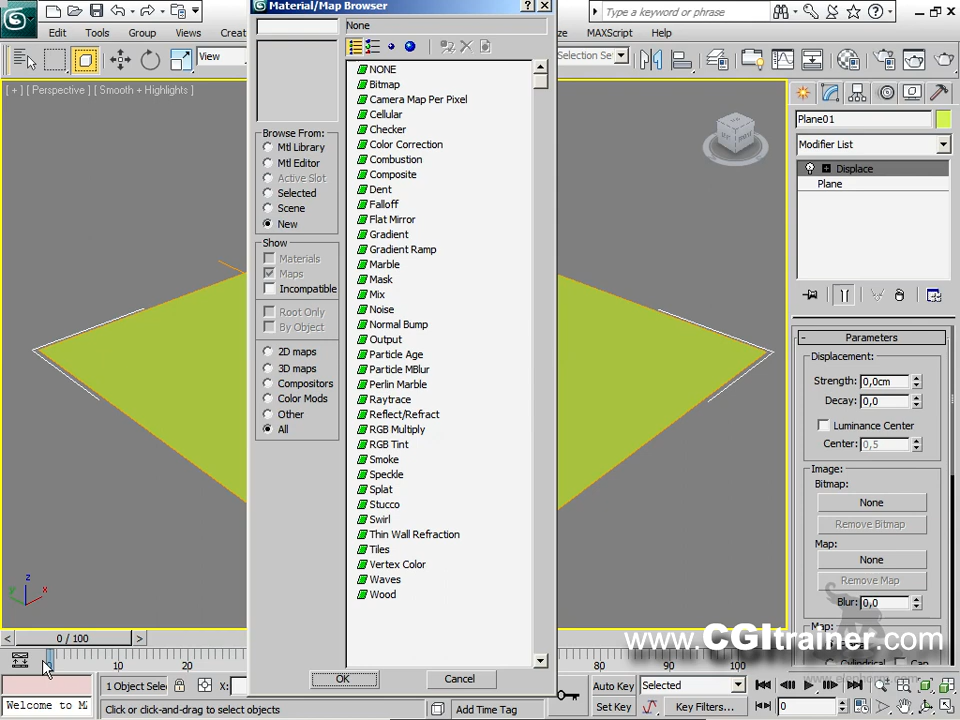 Material/Map Browser
Type a keyword or phrase
Edit
Tools
Group
Views
Creat
MAXScript
Help
View
Selection Se
None
[ + ] [ Perspective ] [ Smooth + Highlights ]
Browse From:
Mtl Library
Mtl Editor
Active Slot
Selected
Scene
New
Show
Materials
Maps
Incompatible
Root Only
By Object
2D maps
3D maps
Compositors
Color Mods
Other
All
NONE
Bitmap
Camera Map Per Pixel
Cellular
Checker
Color Correction
Combustion
Composite
Dent
Falloff
Flat Mirror
Gradient
Gradient Ramp
Marble
Mask
Mix
Noise
Normal Bump
Output
Particle Age
Particle MBlur
Perlin Marble
Raytrace
Reflect/Refract
RGB Multiply
RGB Tint
Smoke
Speckle
Splat
Stucco
Swirl
Thin Wall Refraction
Tiles
Vertex Color
Waves
Wood
OK
Cancel
Plane01
Modifier List
Displace
Plane
- Parameters
Displacement:
Strength: 0,0cm
Decay: 0,0
Luminance Center
Center: 0,5
Image:
Bitmap:
None
Remove Bitmap
Map:
None
Remove Map
Blur: 0,0
Map:
Cylindrical Cap
www.CGItrainer.com
z
x
y
< 0 / 100 >
0 10 20 80 90
1 Object Sele
X:
Auto Key
Selected
Welcome to M
Click or click-and-drag to select objects
Add Time Tag
Set Key
Key Filters...
0